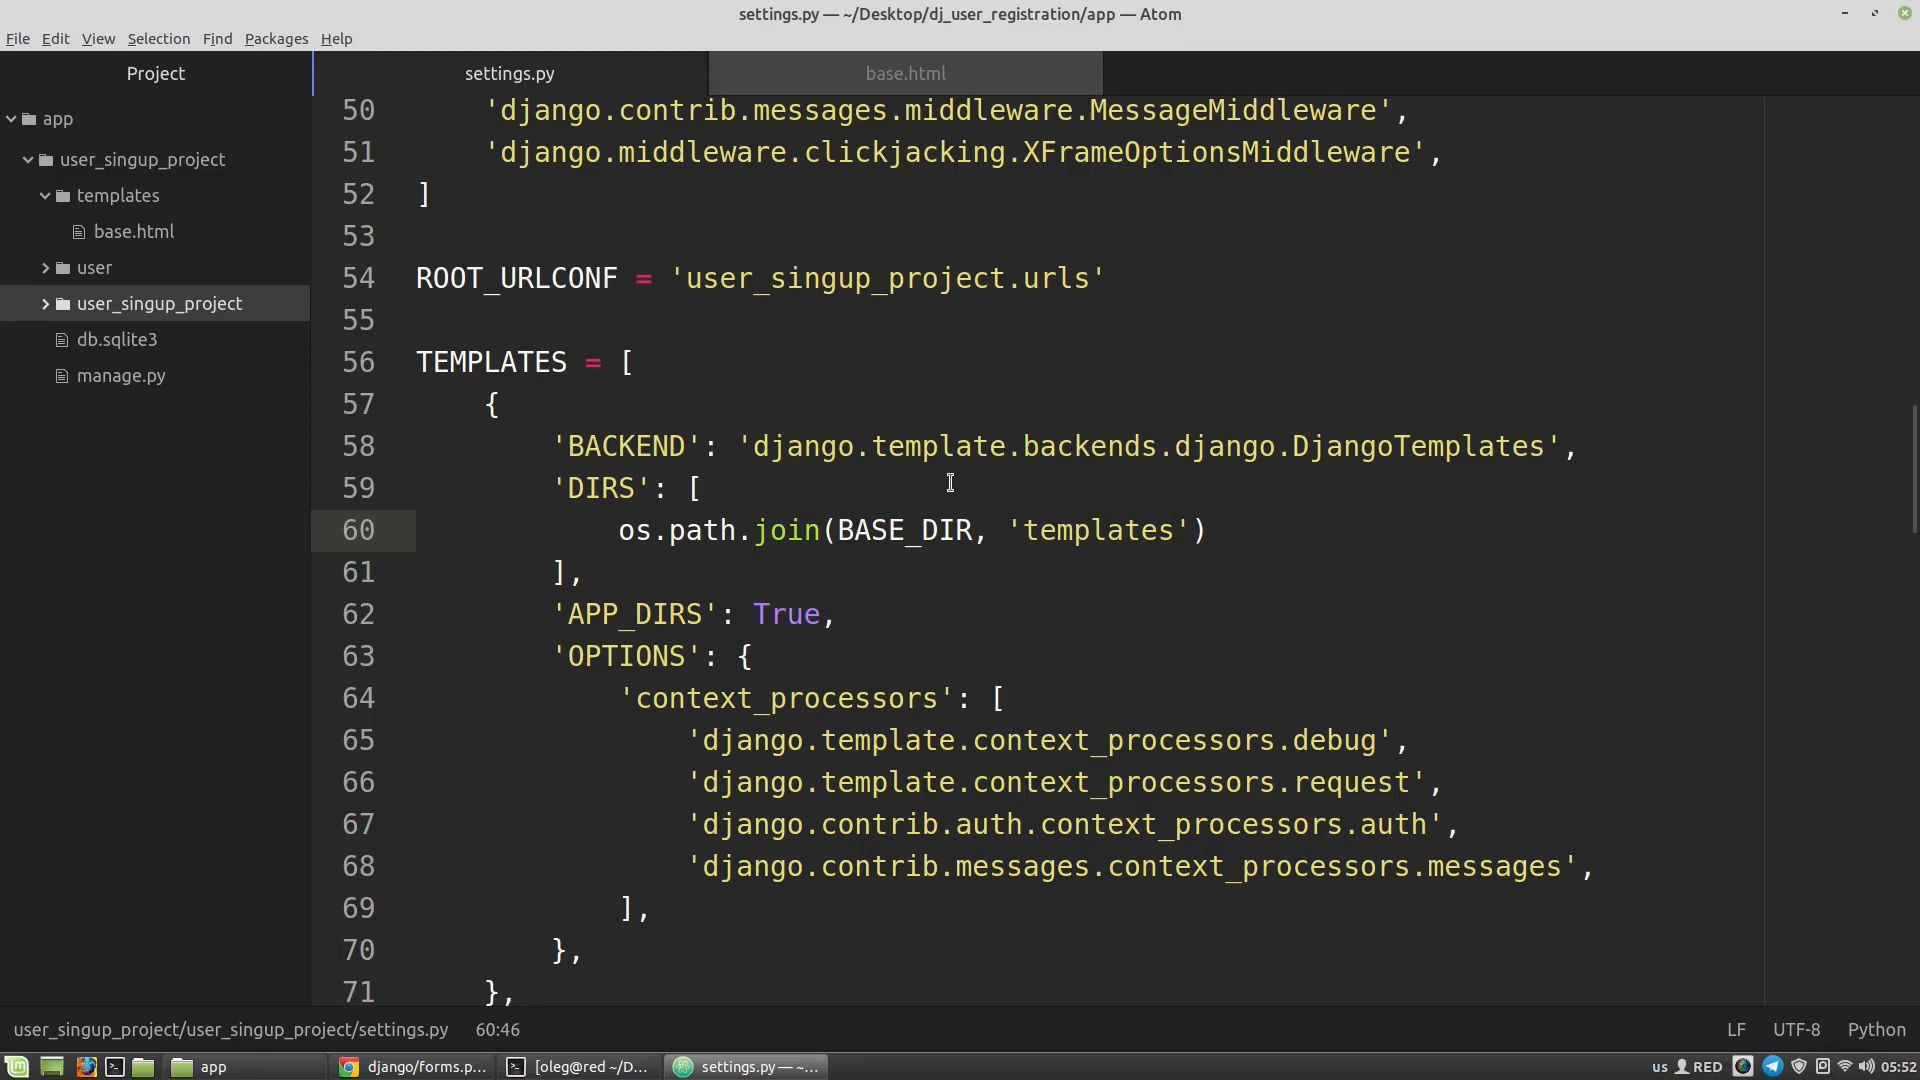 settings.py — ~/Desktop/dj_user_registration/app — Atom
File Edit View Selection Find Packages Help
Project
settings.py
base.html
app
user_singup_project
templates
base.html
user
user_singup_project
db.sqlite3
manage.py
50 'django.contrib.messages.middleware.MessageMiddleware',
51 'django.middleware.clickjacking.XFrameOptionsMiddleware',
52 ]
53
54 ROOT_URLCONF = 'user_singup_project.urls'
55
56 TEMPLATES = [
57 {
58 'BACKEND': 'django.template.backends.django.DjangoTemplates',
59 'DIRS': [
60 os.path.join(BASE_DIR, 'templates')
61 ],
62 'APP_DIRS': True,
63 'OPTIONS': {
64 'context_processors': [
65 'django.template.context_processors.debug',
66 'django.template.context_processors.request',
67 'django.contrib.auth.context_processors.auth',
68 'django.contrib.messages.context_processors.messages',
69 ],
70 },
71 },
user_singup_project/user_singup_project/settings.py 60:46
LF UTF-8 Python
app
django/forms.p...
[oleg@red ~/D...
settings.py — ~...
us RED 05:52